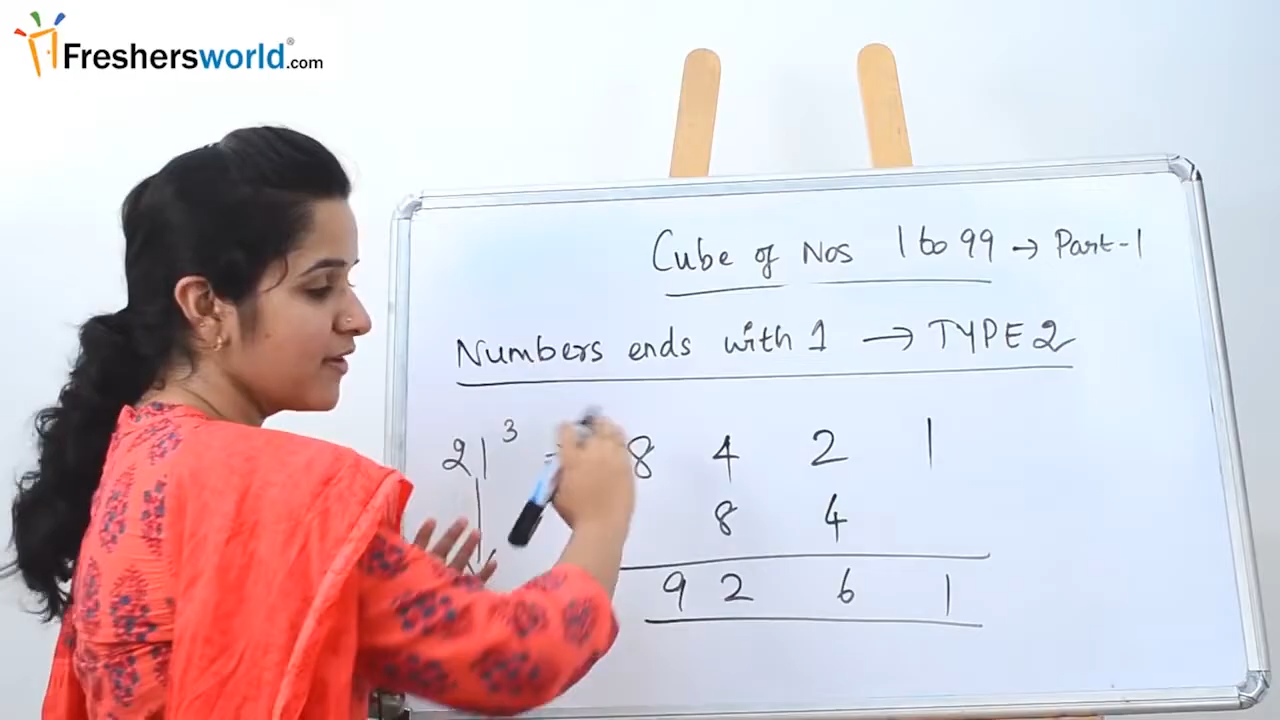 Freshersworld.com
Cube of Nos 1 to 99 → Part-1
Numbers ends with 1 → TYPE 2
21³ 8 4 2 1
8 4
9 2 6 1